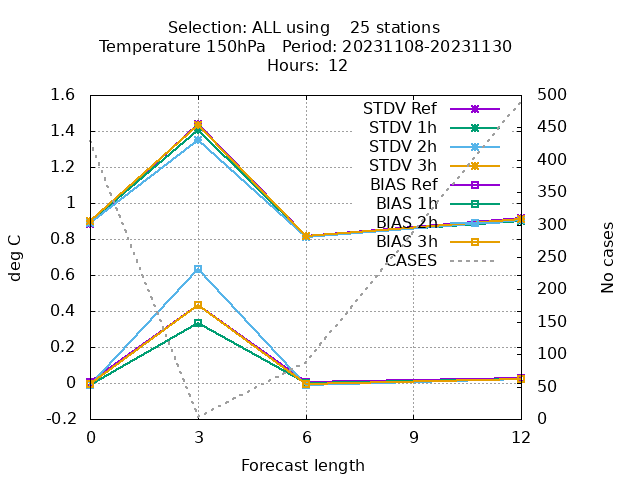 Selection: ALL using    25 stations
Temperature 150hPa   Period: 20231108-20231130
Hours:  12
1.6
1.4
1.2
1
0.8
0.6
0.4
0.2
0
-0.2
deg C
STDV Ref
STDV 1h
STDV 2h
STDV 3h
BIAS Ref
BIAS 1h
BIAS 2h
BIAS 3h
CASES
500
450
400
350
300
250
200
150
100
50
0
No cases
0
3
6
9
12
Forecast length